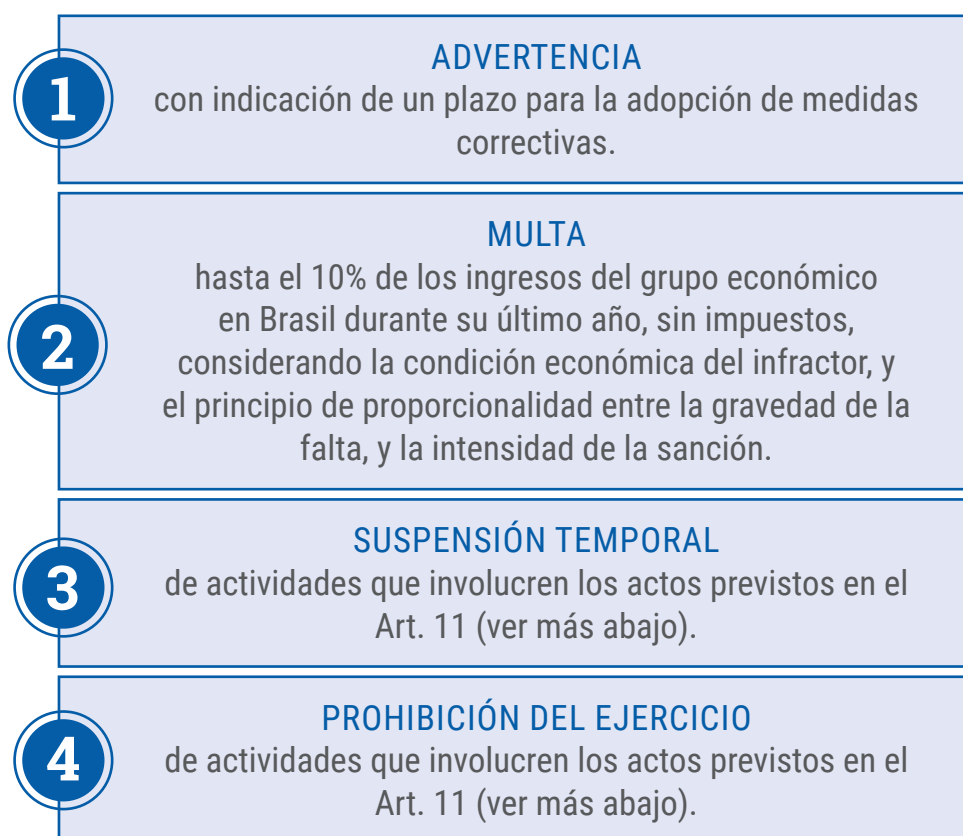 1
ADVERTENCIA
con indicación de un plazo para la adopción de medidas
correctivas.
2
MULTA
hasta el 10% de los ingresos del grupo económico
en Brasil durante su último año, sin impuestos,
considerando la condición económica del infractor, y
el principio de proporcionalidad entre la gravedad de la
falta, y la intensidad de la sanción.
3
SUSPENSIÓN TEMPORAL
de actividades que involucren los actos previstos en el
Art. 11 (ver más abajo).
4
PROHIBICIÓN DEL EJERCICIO
de actividades que involucren los actos previstos en el
Art. 11 (ver más abajo).